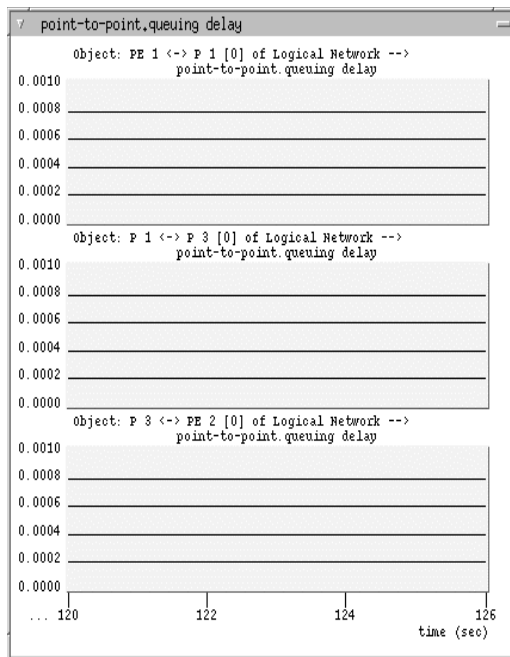 point-to-point.queuing delay
Object: PE 1 <-> P 1 [0] of Logical Network -->
point-to-point.queuing delay
0.0010
0.0008
0.0006
0.0004
0.0002
0.0000
Object: P 1 <-> P 3 [0] of Logical Network -->
point-to-point.queuing delay
0.0010
0.0008
0.0006
0.0004
0.0002
0.0000
Object: P 3 <-> PE 2 [0] of Logical Network -->
point-to-point.queuing delay
0.0010
0.0008
0.0006
0.0004
0.0002
0.0000
... 120 122 124 126
time (sec)